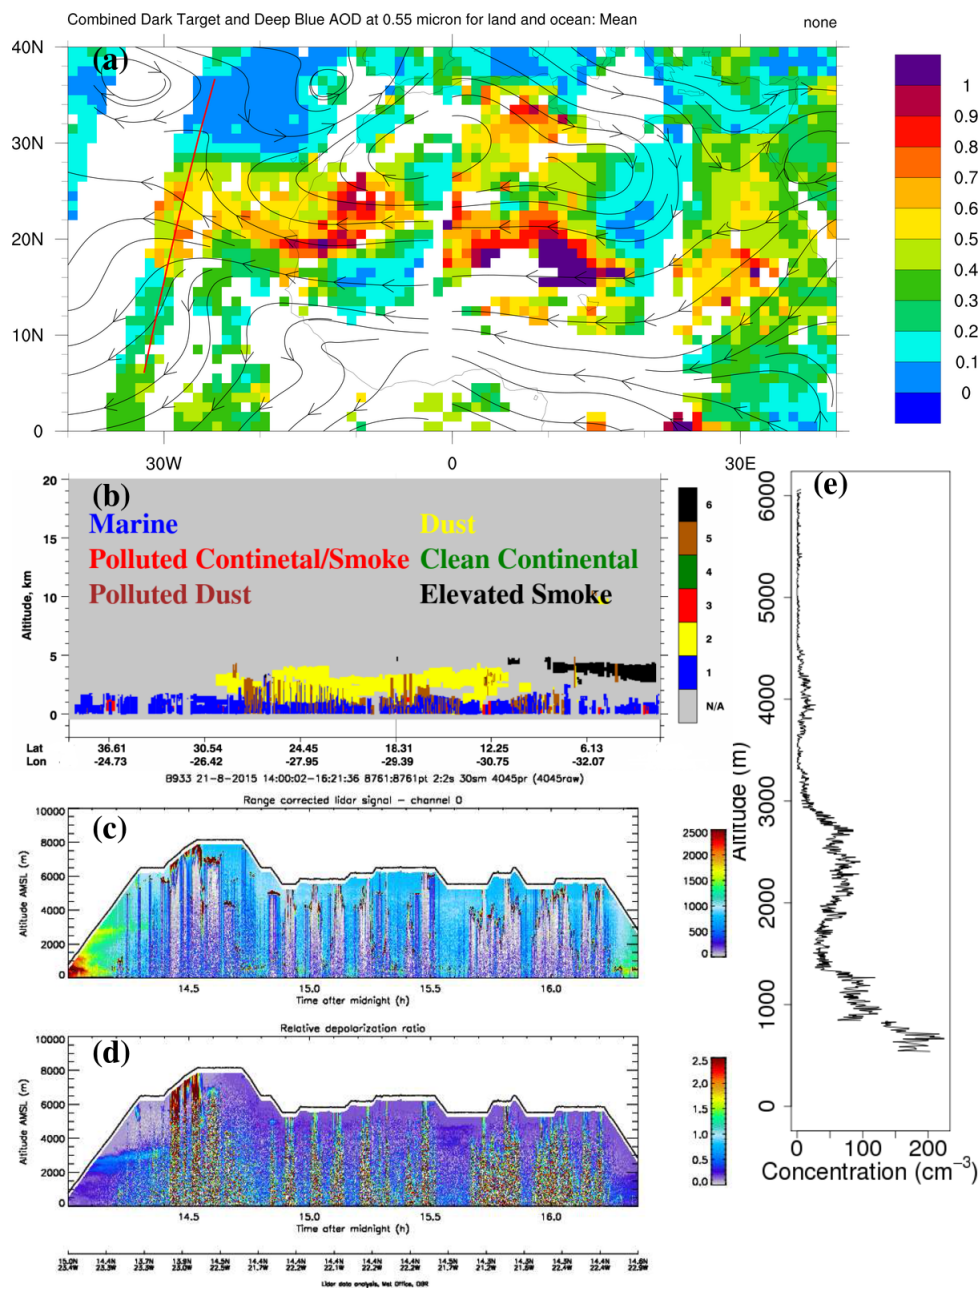 Combined Dark Target and Deep Blue AOD at 0.55 micron for land and ocean: Mean
none
(a)
40N
30N
20N
10N
0
30W
0
30E
1
0.9
0.8
0.7
0.6
0.5
0.4
0.3
0.2
0.1
0
(b)
Marine
Dust
Polluted Continetal/Smoke
Clean Continental
Polluted Dust
Elevated Smoke
Altitude, km
20
15
10
5
0
6
5
4
3
2
1
N/A
Lat 36.61 30.54 24.45 18.31 12.25 6.13
Lon -24.73 -26.42 -27.95 -29.39 -30.75 -32.07
B933 21-8-2015 14:00:02-16:21:36 8761:8761pt 2:2s 30sm 4045pr (4045raw)
Range corrected lidar signal - channel 0
(c)
Altitude AMSL (m)
10000
8000
6000
4000
2000
0
14.5 15.0 15.5 16.0
Time after midnight (h)
2500
2000
1500
1000
500
0
Relative depolarization ratio
(d)
Altitude AMSL (m)
10000
8000
6000
4000
2000
0
14.5 15.0 15.5 16.0
Time after midnight (h)
2.5
2.0
1.5
1.0
0.5
0.0
Lidar data analysis, Met Office, GBR
(e)
Altitude (m)
6000
5000
4000
3000
2000
1000
0
0 100 200
Concentration (cm⁻³)